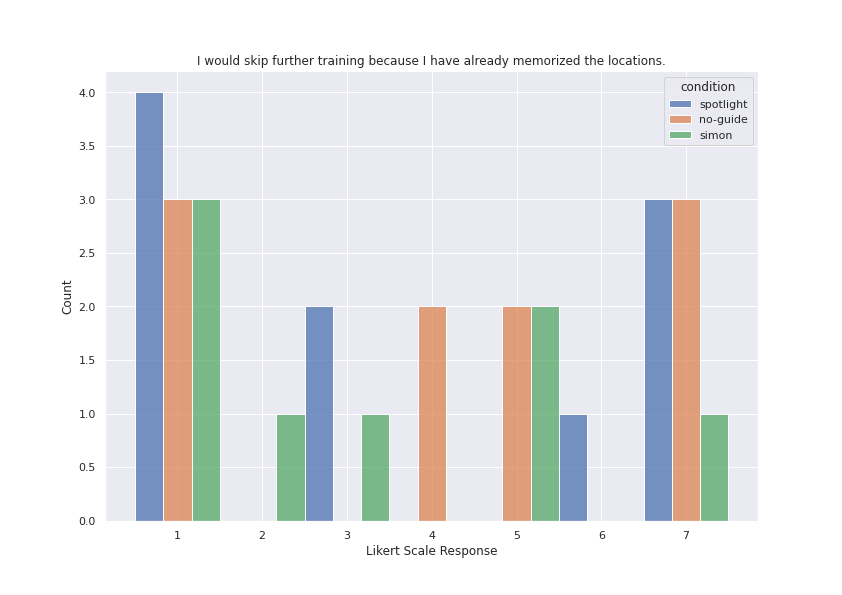 I would skip further training because I have already memorized the locations.
condition
spotlight
no-guide
simon
4.0
3.5
3.0
2.5
2.0
1.5
1.0
0.5
0.0
Count
1 2 3 4 5 6 7
Likert Scale Response